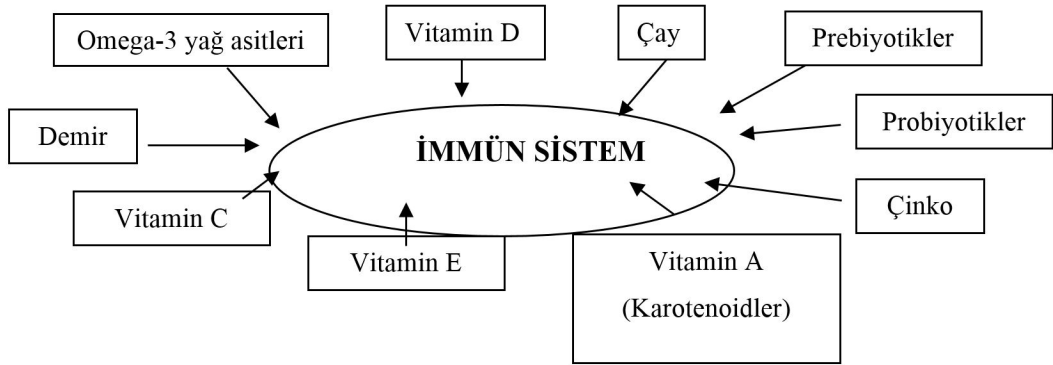 Omega-3 yağ asitleri
Vitamin D
Çay
Prebiyotikler
Demir
Probiyotikler
İMMÜN SİSTEM
Vitamin C
Çinko
Vitamin E
Vitamin A
(Karotenoidler)